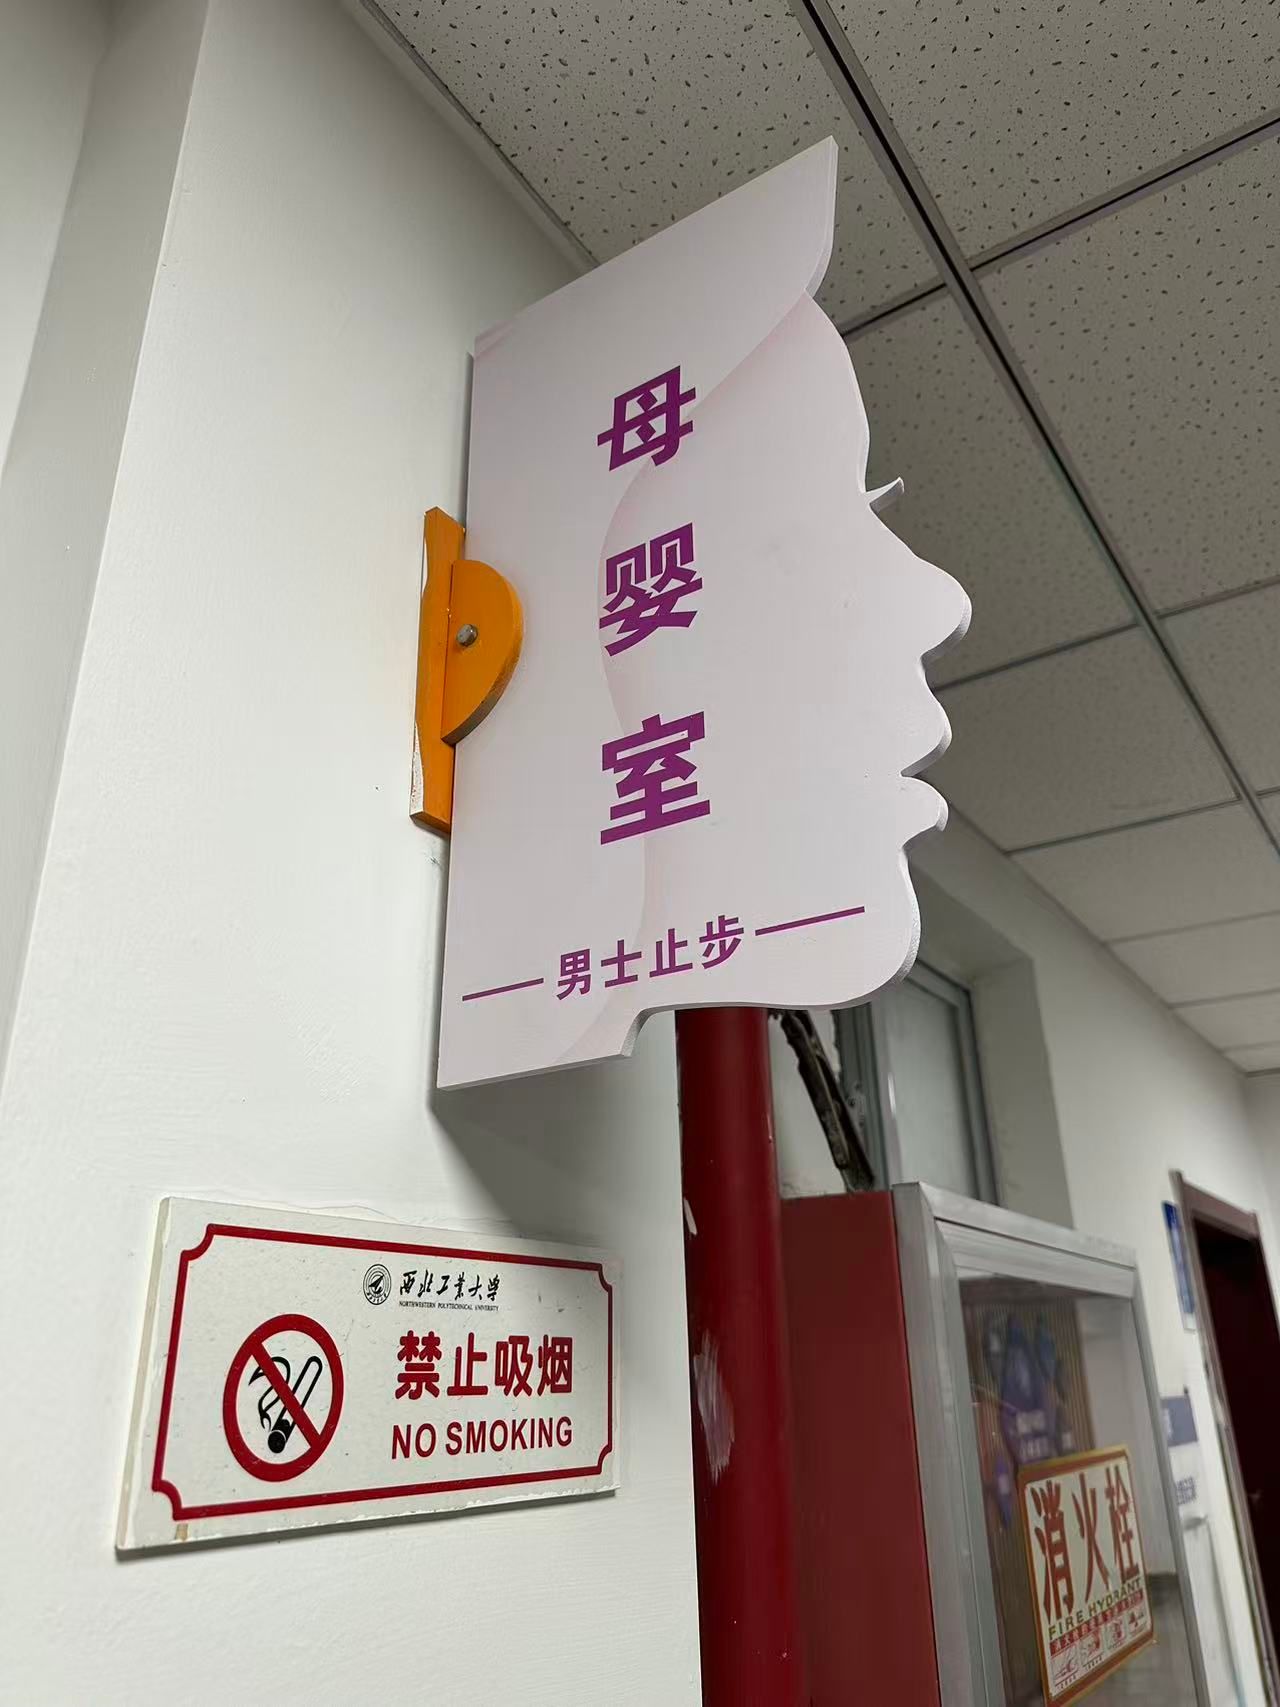 母
婴
室
男士止步
西北工业大学
NORTHWESTERN POLYTECHNICAL UNIVERSITY
禁止吸烟
NO SMOKING
消火栓
FIRE HYDRANT